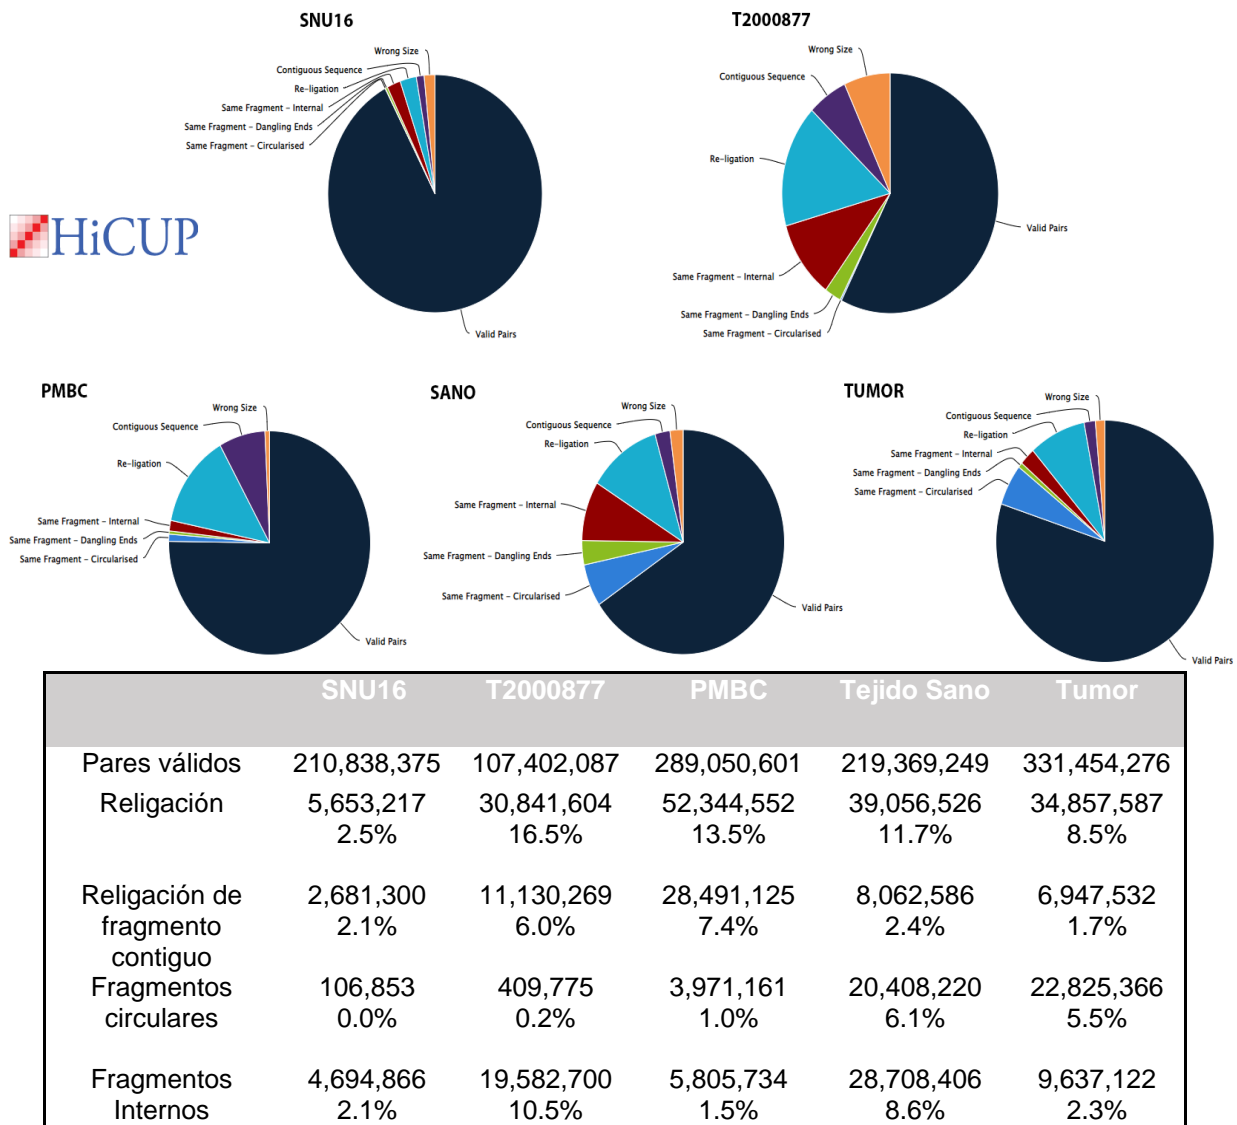 SNU16
Wrong Size
Contiguous Sequence
Re-ligation
Same Fragment - Internal
Same Fragment - Dangling Ends
Same Fragment - Circularised
Valid Pairs
T2000877
Wrong Size
Contiguous Sequence
Re-ligation
Same Fragment - Internal
Same Fragment - Dangling Ends
Same Fragment - Circularised
Valid Pairs
HiCUP
PMBC
Wrong Size
Contiguous Sequence
Re-ligation
Same Fragment - Internal
Same Fragment - Dangling Ends
Same Fragment - Circularised
Valid Pairs
SANO
Wrong Size
Contiguous Sequence
Re-ligation
Same Fragment - Internal
Same Fragment - Dangling Ends
Same Fragment - Circularised
Valid Pairs
TUMOR
Wrong Size
Contiguous Sequence
Re-ligation
Same Fragment - Internal
Same Fragment - Dangling Ends
Same Fragment - Circularised
Valid Pairs
SNU16 T2000877 PMBC Tejido Sano Tumor
Pares válidos 210,838,375 107,402,087 289,050,601 219,369,249 331,454,276
Religación 5,653,217 30,841,604 52,344,552 39,056,526 34,857,587
2.5% 16.5% 13.5% 11.7% 8.5%
Religación de 2,681,300 11,130,269 28,491,125 8,062,586 6,947,532
fragmento 2.1% 6.0% 7.4% 2.4% 1.7%
contiguo
Fragmentos 106,853 409,775 3,971,161 20,408,220 22,825,366
circulares 0.0% 0.2% 1.0% 6.1% 5.5%
Fragmentos 4,694,866 19,582,700 5,805,734 28,708,406 9,637,122
Internos 2.1% 10.5% 1.5% 8.6% 2.3%